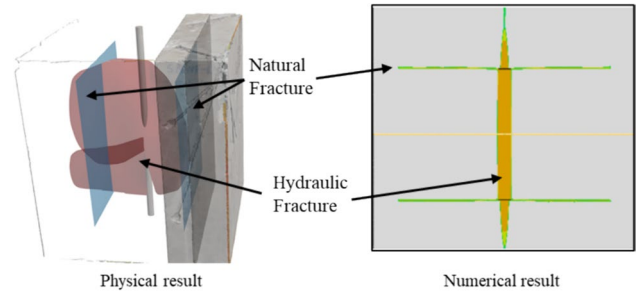 Natural
Fracture
Hydraulic
Fracture
Physical result
Numerical result